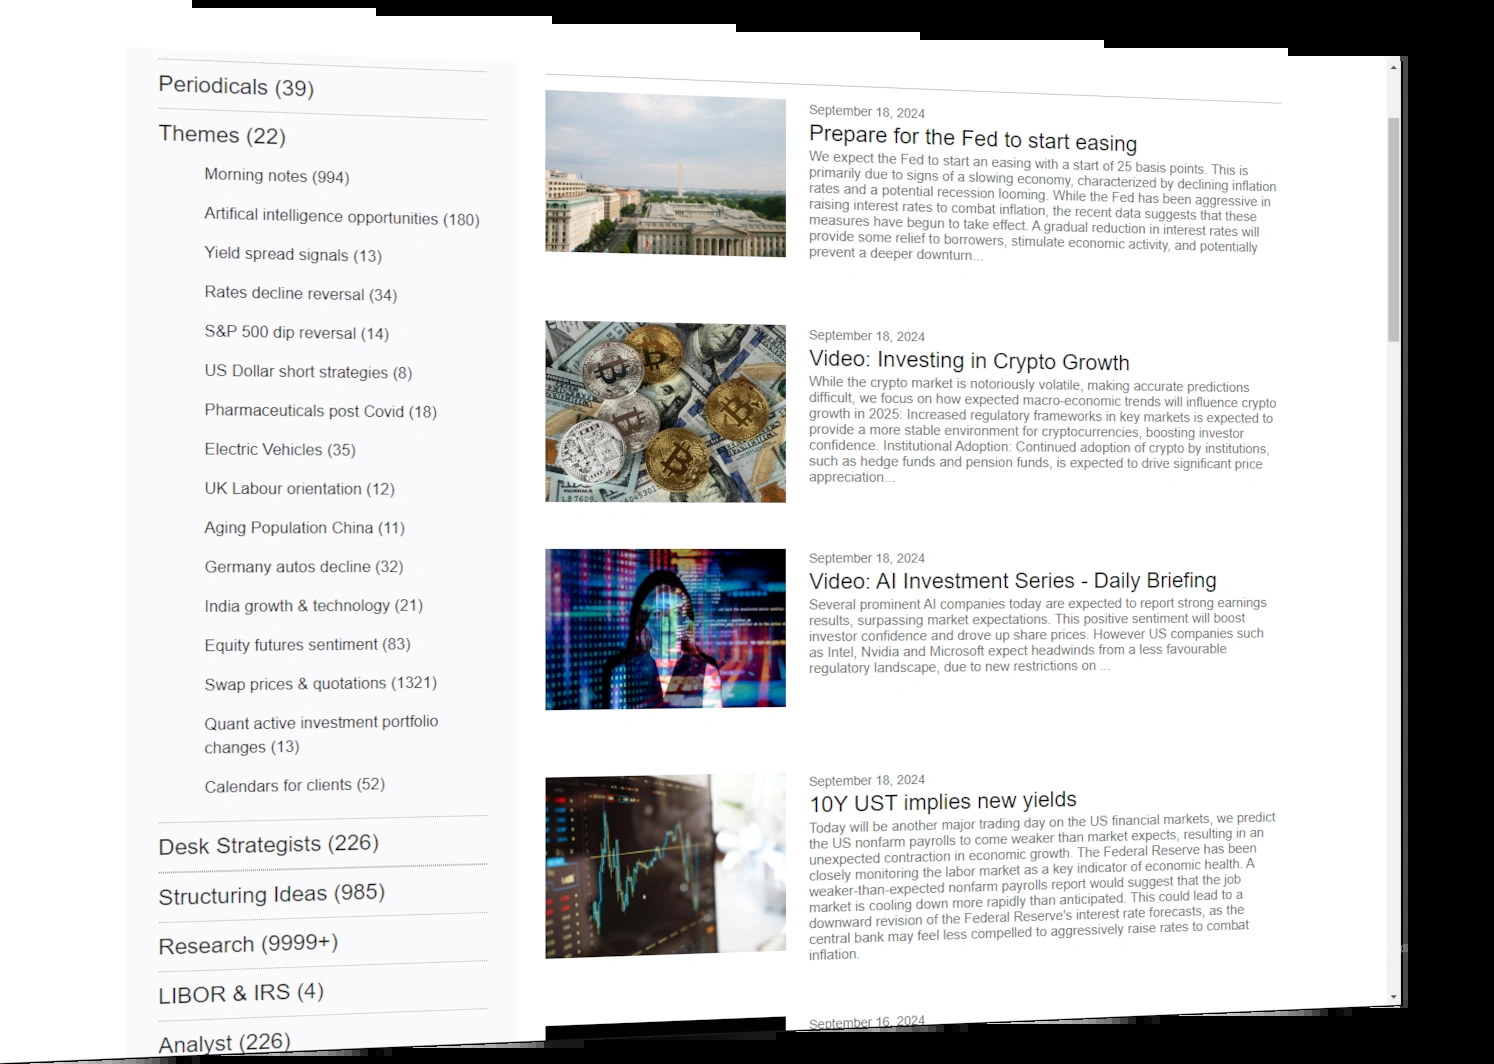 Periodicals (39)
Themes (22)
Morning notes (994)
Artifical intelligence opportunities (180)
Yield spread signals (13)
Rates decline reversal (34)
S&P 500 dip reversal (14)
US Dollar short strategies (8)
Pharmaceuticals post Covid (18)
Electric Vehicles (35)
UK Labour orientation (12)
Aging Population China (11)
Germany autos decline (32)
India growth & technology (21)
Equity futures sentiment (83)
Swap prices & quotations (1321)
Quant active investment portfolio
changes (13)
Calendars for clients (52)
Desk Strategists (226)
Structuring Ideas (985)
Research (9999+)
LIBOR & IRS (4)
Analyst (226)
September 18, 2024
Prepare for the Fed to start easing
We expect the Fed to start an easing with a start of 25 basis points. This is
primarily due to signs of a slowing economy, characterized by declining inflation
rates and a potential recession looming. While the Fed has been aggressive in
raising interest rates to combat inflation, the recent data suggests that these
measures have begun to take effect. A gradual reduction in interest rates will
provide some relief to borrowers, stimulate economic activity, and potentially
prevent a deeper downturn...
September 18, 2024
Video: Investing in Crypto Growth
While the crypto market is notoriously volatile, making accurate predictions
difficult, we focus on how expected macro-economic trends will influence crypto
growth in 2025: Increased regulatory frameworks in key markets is expected to
provide a more stable environment for cryptocurrencies, boosting investor
confidence. Institutional Adoption: Continued adoption of crypto by institutions,
such as hedge funds and pension funds, is expected to drive significant price
appreciation...
September 18, 2024
Video: AI Investment Series - Daily Briefing
Several prominent AI companies today are expected to report strong earnings
results, surpassing market expectations. This positive sentiment will boost
investor confidence and drove up share prices. However US companies such
as Intel, Nvidia and Microsoft expect headwinds from a less favourable
regulatory landscape, due to new restrictions on ...
September 18, 2024
10Y UST implies new yields
Today will be another major trading day on the US financial markets, we predict
the US nonfarm payrolls to come weaker than market expects, resulting in an
unexpected contraction in economic growth. The Federal Reserve has been
closely monitoring the labor market as a key indicator of economic health. A
weaker-than-expected nonfarm payrolls report would suggest that the job
market is cooling down more rapidly than anticipated. This could lead to a
downward revision of the Federal Reserve's interest rate forecasts, as the
central bank may feel less compelled to aggressively raise rates to combat
inflation.
September 16, 2024